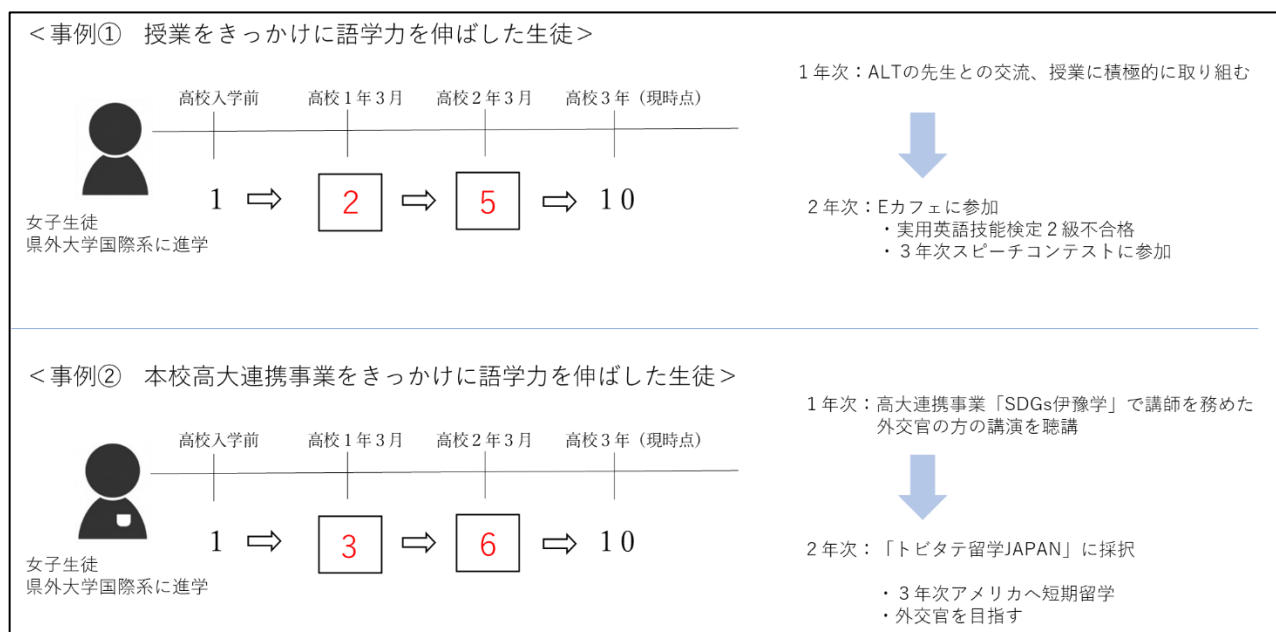 ＜事例①　授業をきっかけに語学力を伸ばした生徒＞
高校入学前　高校１年３月　高校２年３月　高校３年（現時点）
1 ⇨ 2 ⇨ 5 ⇨ 10
女子生徒
県外大学国際系に進学
１年次：ALTの先生との交流、授業に積極的に取り組む
２年次：Eカフェに参加
・実用英語技能検定２級不合格
・３年次スピーチコンテストに参加
＜事例②　本校高大連携事業をきっかけに語学力を伸ばした生徒＞
高校入学前　高校１年３月　高校２年３月　高校３年（現時点）
1 ⇨ 3 ⇨ 6 ⇨ 10
女子生徒
県外大学国際系に進学
１年次：高大連携事業「SDGs伊豫学」で講師を務めた
外交官の方の講演を聴講
２年次：「トビタテ留学JAPAN」に採択
・３年次アメリカへ短期留学
・外交官を目指す